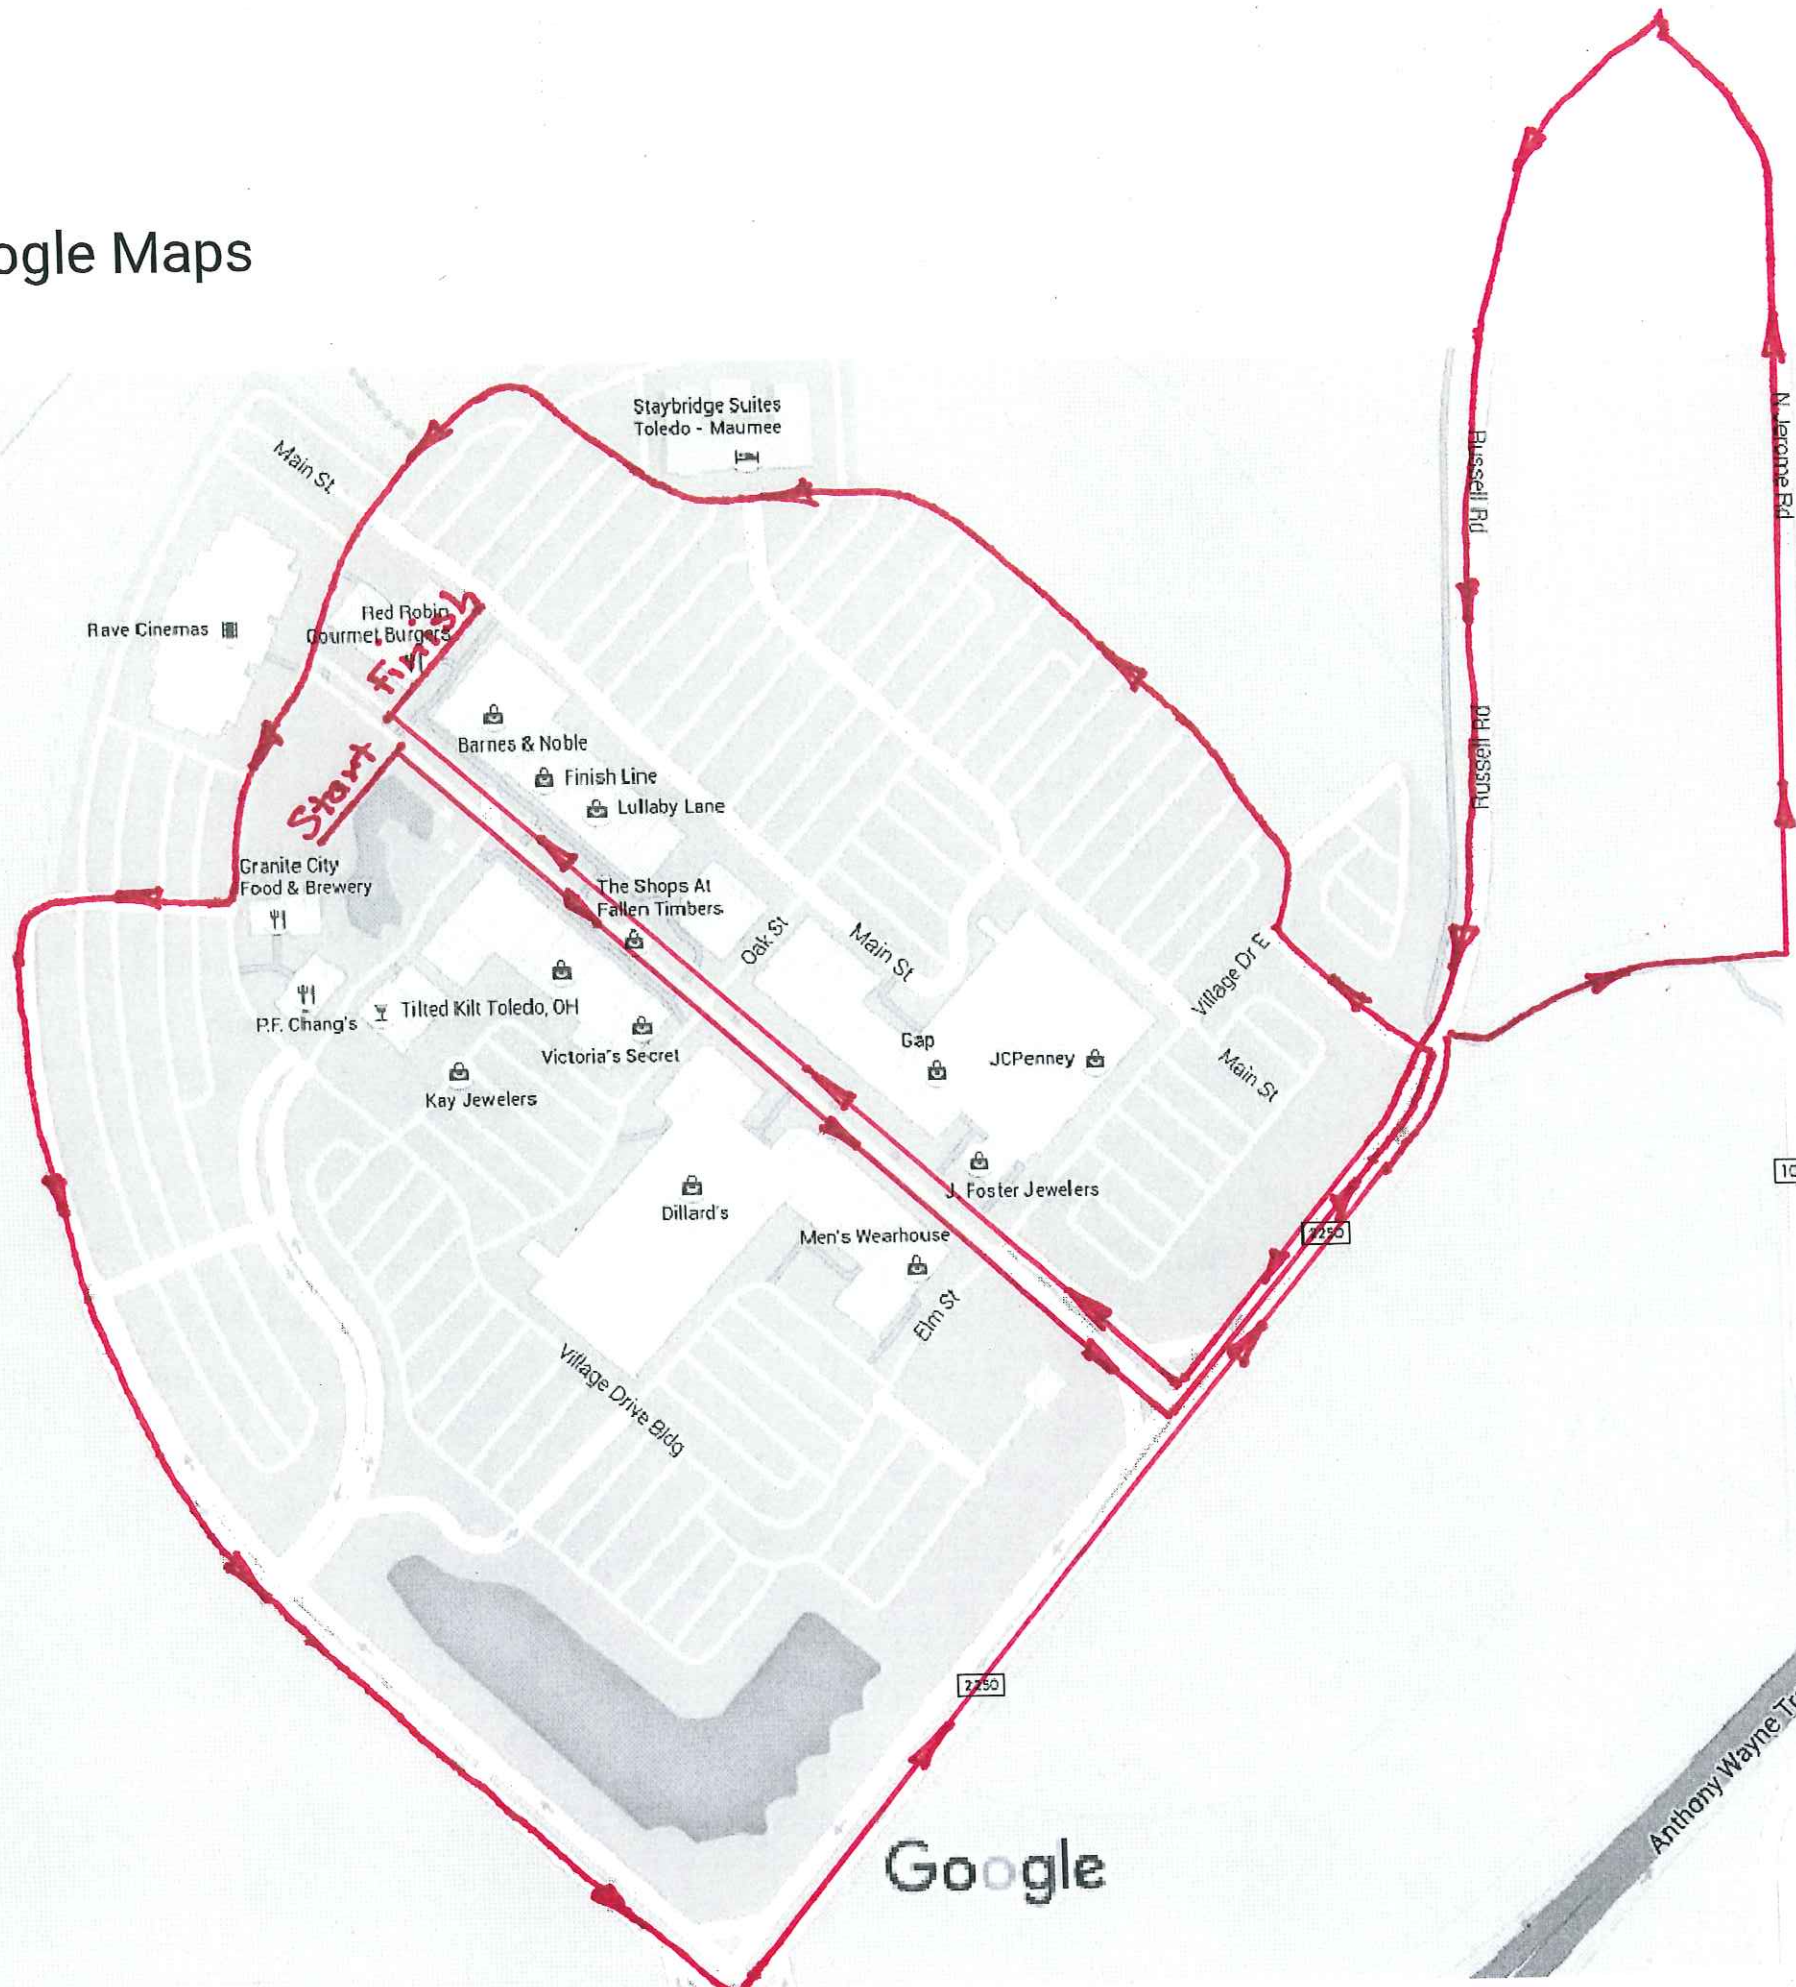 ogle Maps
Staybridge Suites
Toledo - Maumee
Main St
N Jerome Rd
Russell Rd
Rave Cinemas
Red Robin
Gourmet Burgers
Finish
Barnes & Noble
Finish Line
Lullaby Lane
Start
Russell Rd
Granite City
Food & Brewery
The Shops At
Fallen Timbers
Oak St
Main St
Village Dr E
P.F. Chang's
Tilted Kilt Toledo, OH
Victoria's Secret
Gap
JCPenney
Main St
Kay Jewelers
J. Foster Jewelers
10
Dillard's
Men's Wearhouse
2250
Elm St
Village Drive Bldg
2250
Anthony Wayne Tr
Google